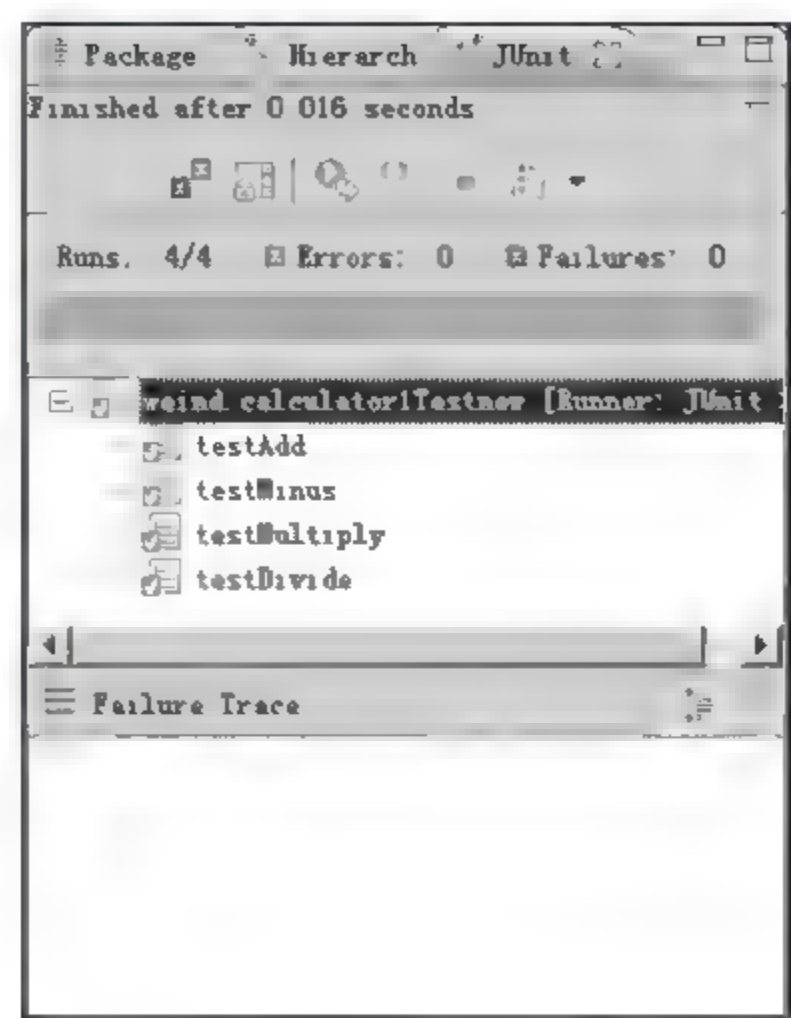 Package Hierarch JUnit
Finished after 0 016 seconds
Runs: 4/4 Errors: 0 Failures: 0
calculator1Testnew [Runner: JUnit
testAdd
testMinus
testMultiply
testDivide
Failure Trace